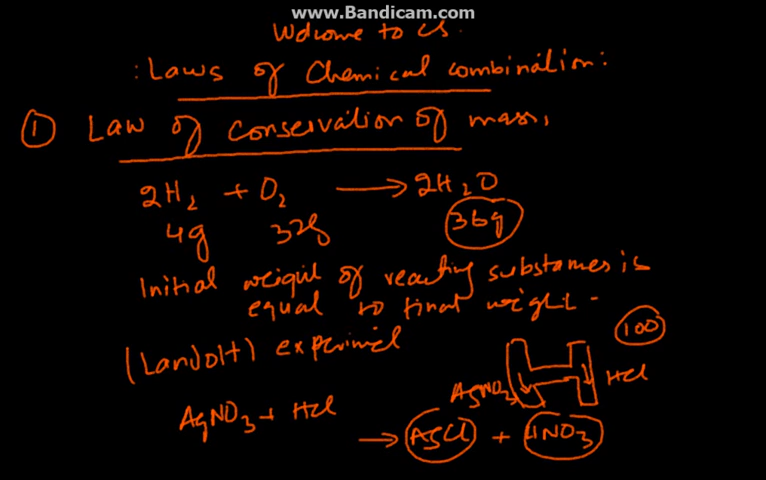 www.Bandicam.com
Welcome to CS.
: Laws of Chemical combination :
① Law of conservation of mass,
2H₂ + O₂ → 2H₂O
4g 32g 36g
Initial weight of reacting substances is
equal to final weight -
(Landolt) experiment
100
AgNO₃ HCl
AgNO₃ + HCl
→ AgCl + HNO₃